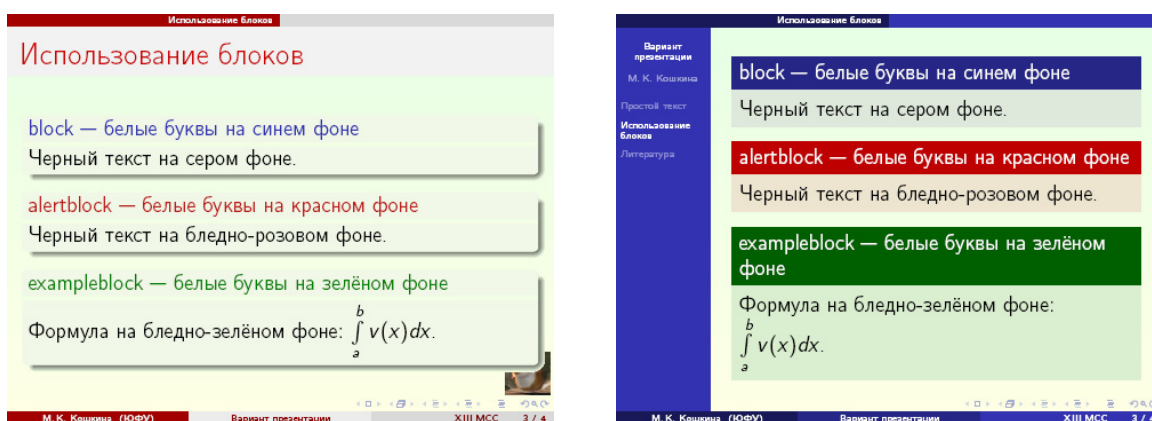 Использование блоков
Использование блоков
block — белые буквы на синем фоне
Черный текст на сером фоне.
alertblock — белые буквы на красном фоне
Черный текст на бледно-розовом фоне.
exampleblock — белые буквы на зелёном фоне
Формула на бледно-зелёном фоне: ∫ₐᵇ v(x)dx.
М. К. Кошкина (ЮФУ) Вариант презентации XIII МСС 3 / 4
Использование блоков
Вариант
презентации
М. К. Кошкина
Простой текст
Использование
блоков
Литература
block — белые буквы на синем фоне
Черный текст на сером фоне.
alertblock — белые буквы на красном фоне
Черный текст на бледно-розовом фоне.
exampleblock — белые буквы на зелёном
фоне
Формула на бледно-зелёном фоне:
∫ₐᵇ v(x)dx.
М. К. Кошкина (ЮФУ) Вариант презентации XIII МСС 3 / 4